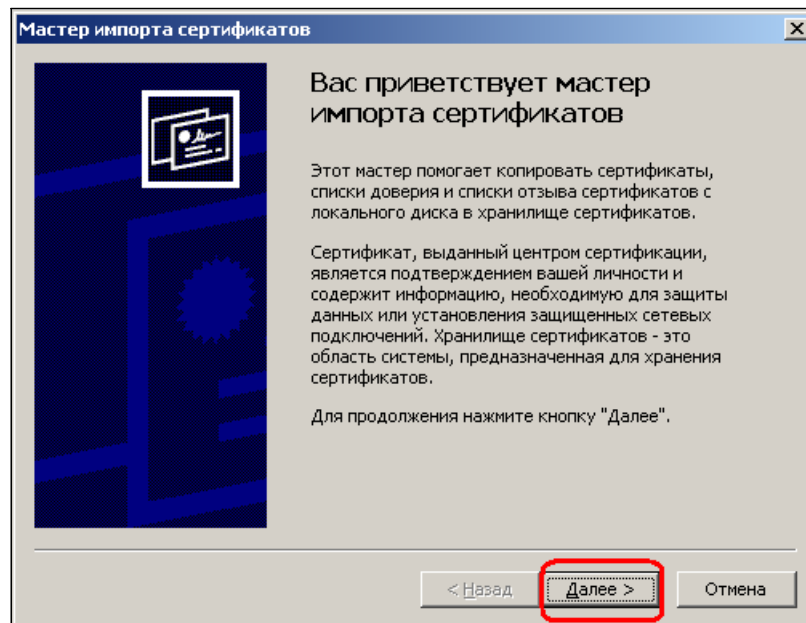 Мастер импорта сертификатов
Вас приветствует мастер
импорта сертификатов
Этот мастер помогает копировать сертификаты,
списки доверия и списки отзыва сертификатов с
локального диска в хранилище сертификатов.
Сертификат, выданный центром сертификации,
является подтверждением вашей личности и
содержит информацию, необходимую для защиты
данных или установления защищенных сетевых
подключений. Хранилище сертификатов - это
область системы, предназначенная для хранения
сертификатов.
Для продолжения нажмите кнопку "Далее".
< Назад Далее > Отмена